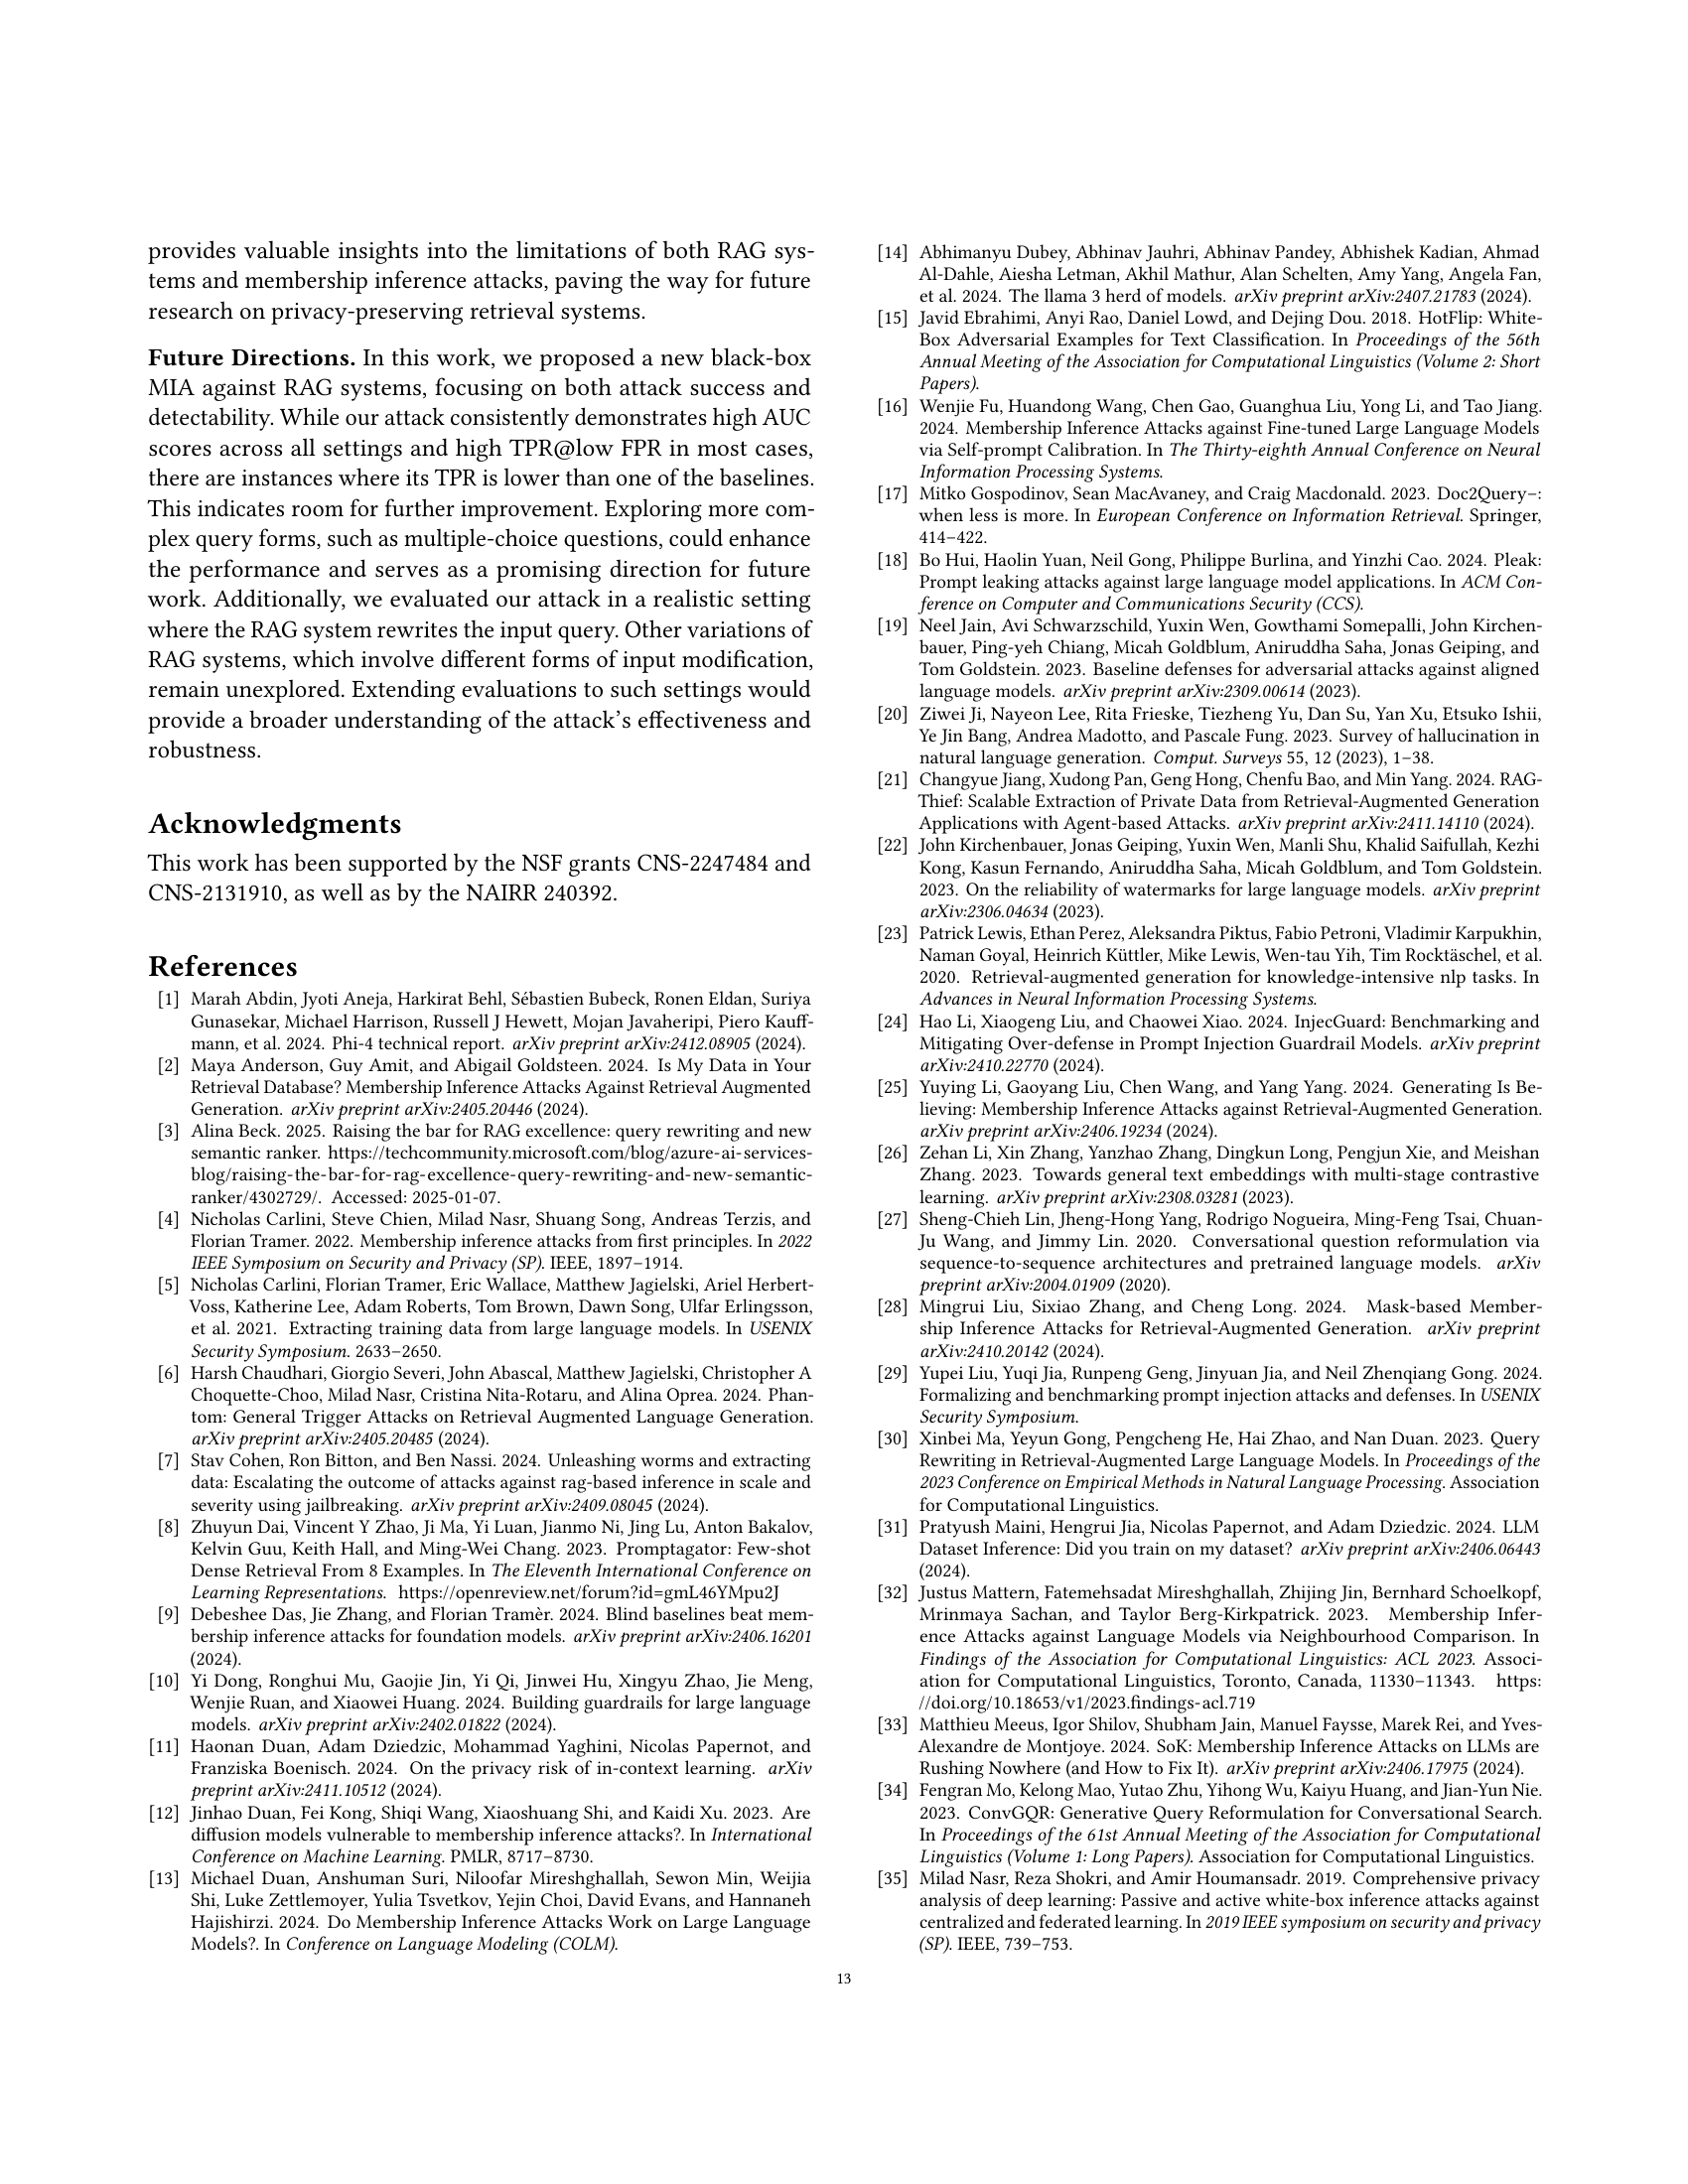 provides valuable insights into the limitations of both RAG sys-
tems and membership inference attacks, paving the way for future
research on privacy-preserving retrieval systems.
Future Directions. In this work, we proposed a new black-box
MIA against RAG systems, focusing on both attack success and
detectability. While our attack consistently demonstrates high AUC
scores across all settings and high TPR@low FPR in most cases,
there are instances where its TPR is lower than one of the baselines.
This indicates room for further improvement. Exploring more com-
plex query forms, such as multiple-choice questions, could enhance
the performance and serves as a promising direction for future
work. Additionally, we evaluated our attack in a realistic setting
where the RAG system rewrites the input query. Other variations of
RAG systems, which involve different forms of input modification,
remain unexplored. Extending evaluations to such settings would
provide a broader understanding of the attack's effectiveness and
robustness.
Acknowledgments
This work has been supported by the NSF grants CNS-2247484 and
CNS-2131910, as well as by the NAIRR 240392.
References
[1] Marah Abdin, Jyoti Aneja, Harkirat Behl, Sébastien Bubeck, Ronen Eldan, Suriya
Gunasekar, Michael Harrison, Russell J Hewett, Mojan Javaheripi, Piero Kauff-
mann, et al. 2024. Phi-4 technical report. arXiv preprint arXiv:2412.08905 (2024).
[2] Maya Anderson, Guy Amit, and Abigail Goldsteen. 2024. Is My Data in Your
Retrieval Database? Membership Inference Attacks Against Retrieval Augmented
Generation. arXiv preprint arXiv:2405.20446 (2024).
[3] Alina Beck. 2025. Raising the bar for RAG excellence: query rewriting and new
semantic ranker. https://techcommunity.microsoft.com/blog/azure-ai-services-
blog/raising-the-bar-for-rag-excellence-query-rewriting-and-new-semantic-
ranker/4302729/. Accessed: 2025-01-07.
[4] Nicholas Carlini, Steve Chien, Milad Nasr, Shuang Song, Andreas Terzis, and
Florian Tramer. 2022. Membership inference attacks from first principles. In 2022
IEEE Symposium on Security and Privacy (SP). IEEE, 1897–1914.
[5] Nicholas Carlini, Florian Tramer, Eric Wallace, Matthew Jagielski, Ariel Herbert-
Voss, Katherine Lee, Adam Roberts, Tom Brown, Dawn Song, Ulfar Erlingsson,
et al. 2021. Extracting training data from large language models. In USENIX
Security Symposium. 2633–2650.
[6] Harsh Chaudhari, Giorgio Severi, John Abascal, Matthew Jagielski, Christopher A
Choquette-Choo, Milad Nasr, Cristina Nita-Rotaru, and Alina Oprea. 2024. Phan-
tom: General Trigger Attacks on Retrieval Augmented Language Generation.
arXiv preprint arXiv:2405.20485 (2024).
[7] Stav Cohen, Ron Bitton, and Ben Nassi. 2024. Unleashing worms and extracting
data: Escalating the outcome of attacks against rag-based inference in scale and
severity using jailbreaking. arXiv preprint arXiv:2409.08045 (2024).
[8] Zhuyun Dai, Vincent Y Zhao, Ji Ma, Yi Luan, Jianmo Ni, Jing Lu, Anton Bakalov,
Kelvin Guu, Keith Hall, and Ming-Wei Chang. 2023. Promptagator: Few-shot
Dense Retrieval From 8 Examples. In The Eleventh International Conference on
Learning Representations. https://openreview.net/forum?id=gmL46YMpu2J
[9] Debeshee Das, Jie Zhang, and Florian Tramèr. 2024. Blind baselines beat mem-
bership inference attacks for foundation models. arXiv preprint arXiv:2406.16201
(2024).
[10] Yi Dong, Ronghui Mu, Gaojie Jin, Yi Qi, Jinwei Hu, Xingyu Zhao, Jie Meng,
Wenjie Ruan, and Xiaowei Huang. 2024. Building guardrails for large language
models. arXiv preprint arXiv:2402.01822 (2024).
[11] Haonan Duan, Adam Dziedzic, Mohammad Yaghini, Nicolas Papernot, and
Franziska Boenisch. 2024. On the privacy risk of in-context learning. arXiv
preprint arXiv:2411.10512 (2024).
[12] Jinhao Duan, Fei Kong, Shiqi Wang, Xiaoshuang Shi, and Kaidi Xu. 2023. Are
diffusion models vulnerable to membership inference attacks?. In International
Conference on Machine Learning. PMLR, 8717–8730.
[13] Michael Duan, Anshuman Suri, Niloofar Mireshghallah, Sewon Min, Weijia
Shi, Luke Zettlemoyer, Yulia Tsvetkov, Yejin Choi, David Evans, and Hannaneh
Hajishirzi. 2024. Do Membership Inference Attacks Work on Large Language
Models?. In Conference on Language Modeling (COLM).
[14] Abhimanyu Dubey, Abhinav Jauhri, Abhinav Pandey, Abhishek Kadian, Ahmad
Al-Dahle, Aiesha Letman, Akhil Mathur, Alan Schelten, Amy Yang, Angela Fan,
et al. 2024. The llama 3 herd of models. arXiv preprint arXiv:2407.21783 (2024).
[15] Javid Ebrahimi, Anyi Rao, Daniel Lowd, and Dejing Dou. 2018. HotFlip: White-
Box Adversarial Examples for Text Classification. In Proceedings of the 56th
Annual Meeting of the Association for Computational Linguistics (Volume 2: Short
Papers).
[16] Wenjie Fu, Huandong Wang, Chen Gao, Guanghua Liu, Yong Li, and Tao Jiang.
2024. Membership Inference Attacks against Fine-tuned Large Language Models
via Self-prompt Calibration. In The Thirty-eighth Annual Conference on Neural
Information Processing Systems.
[17] Mitko Gospodinov, Sean MacAvaney, and Craig Macdonald. 2023. Doc2Query–:
when less is more. In European Conference on Information Retrieval. Springer,
414–422.
[18] Bo Hui, Haolin Yuan, Neil Gong, Philippe Burlina, and Yinzhi Cao. 2024. Pleak:
Prompt leaking attacks against large language model applications. In ACM Con-
ference on Computer and Communications Security (CCS).
[19] Neel Jain, Avi Schwarzschild, Yuxin Wen, Gowthami Somepalli, John Kirchen-
bauer, Ping-yeh Chiang, Micah Goldblum, Aniruddha Saha, Jonas Geiping, and
Tom Goldstein. 2023. Baseline defenses for adversarial attacks against aligned
language models. arXiv preprint arXiv:2309.00614 (2023).
[20] Ziwei Ji, Nayeon Lee, Rita Frieske, Tiezheng Yu, Dan Su, Yan Xu, Etsuko Ishii,
Ye Jin Bang, Andrea Madotto, and Pascale Fung. 2023. Survey of hallucination in
natural language generation. Comput. Surveys 55, 12 (2023), 1–38.
[21] Changyue Jiang, Xudong Pan, Geng Hong, Chenfu Bao, and Min Yang. 2024. RAG-
Thief: Scalable Extraction of Private Data from Retrieval-Augmented Generation
Applications with Agent-based Attacks. arXiv preprint arXiv:2411.14110 (2024).
[22] John Kirchenbauer, Jonas Geiping, Yuxin Wen, Manli Shu, Khalid Saifullah, Kezhi
Kong, Kasun Fernando, Aniruddha Saha, Micah Goldblum, and Tom Goldstein.
2023. On the reliability of watermarks for large language models. arXiv preprint
arXiv:2306.04634 (2023).
[23] Patrick Lewis, Ethan Perez, Aleksandra Piktus, Fabio Petroni, Vladimir Karpukhin,
Naman Goyal, Heinrich Küttler, Mike Lewis, Wen-tau Yih, Tim Rocktäschel, et al.
2020. Retrieval-augmented generation for knowledge-intensive nlp tasks. In
Advances in Neural Information Processing Systems.
[24] Hao Li, Xiaogeng Liu, and Chaowei Xiao. 2024. InjecGuard: Benchmarking and
Mitigating Over-defense in Prompt Injection Guardrail Models. arXiv preprint
arXiv:2410.22770 (2024).
[25] Yuying Li, Gaoyang Liu, Chen Wang, and Yang Yang. 2024. Generating Is Be-
lieving: Membership Inference Attacks against Retrieval-Augmented Generation.
arXiv preprint arXiv:2406.19234 (2024).
[26] Zehan Li, Xin Zhang, Yanzhao Zhang, Dingkun Long, Pengjun Xie, and Meishan
Zhang. 2023. Towards general text embeddings with multi-stage contrastive
learning. arXiv preprint arXiv:2308.03281 (2023).
[27] Sheng-Chieh Lin, Jheng-Hong Yang, Rodrigo Nogueira, Ming-Feng Tsai, Chuan-
Ju Wang, and Jimmy Lin. 2020. Conversational question reformulation via
sequence-to-sequence architectures and pretrained language models. arXiv
preprint arXiv:2004.01909 (2020).
[28] Mingrui Liu, Sixiao Zhang, and Cheng Long. 2024. Mask-based Member-
ship Inference Attacks for Retrieval-Augmented Generation. arXiv preprint
arXiv:2410.20142 (2024).
[29] Yupei Liu, Yuqi Jia, Runpeng Geng, Jinyuan Jia, and Neil Zhenqiang Gong. 2024.
Formalizing and benchmarking prompt injection attacks and defenses. In USENIX
Security Symposium.
[30] Xinbei Ma, Yeyun Gong, Pengcheng He, Hai Zhao, and Nan Duan. 2023. Query
Rewriting in Retrieval-Augmented Large Language Models. In Proceedings of the
2023 Conference on Empirical Methods in Natural Language Processing. Association
for Computational Linguistics.
[31] Pratyush Maini, Hengrui Jia, Nicolas Papernot, and Adam Dziedzic. 2024. LLM
Dataset Inference: Did you train on my dataset? arXiv preprint arXiv:2406.06443
(2024).
[32] Justus Mattern, Fatemehsadat Mireshghallah, Zhijing Jin, Bernhard Schoelkopf,
Mrinmaya Sachan, and Taylor Berg-Kirkpatrick. 2023. Membership Infer-
ence Attacks against Language Models via Neighbourhood Comparison. In
Findings of the Association for Computational Linguistics: ACL 2023. Associ-
ation for Computational Linguistics, Toronto, Canada, 11330–11343. https:
//doi.org/10.18653/v1/2023.findings-acl.719
[33] Matthieu Meeus, Igor Shilov, Shubham Jain, Manuel Faysse, Marek Rei, and Yves-
Alexandre de Montjoye. 2024. SoK: Membership Inference Attacks on LLMs are
Rushing Nowhere (and How to Fix It). arXiv preprint arXiv:2406.17975 (2024).
[34] Fengran Mo, Kelong Mao, Yutao Zhu, Yihong Wu, Kaiyu Huang, and Jian-Yun Nie.
2023. ConvGQR: Generative Query Reformulation for Conversational Search.
In Proceedings of the 61st Annual Meeting of the Association for Computational
Linguistics (Volume 1: Long Papers). Association for Computational Linguistics.
[35] Milad Nasr, Reza Shokri, and Amir Houmansadr. 2019. Comprehensive privacy
analysis of deep learning: Passive and active white-box inference attacks against
centralized and federated learning. In 2019 IEEE symposium on security and privacy
(SP). IEEE, 739–753.
13